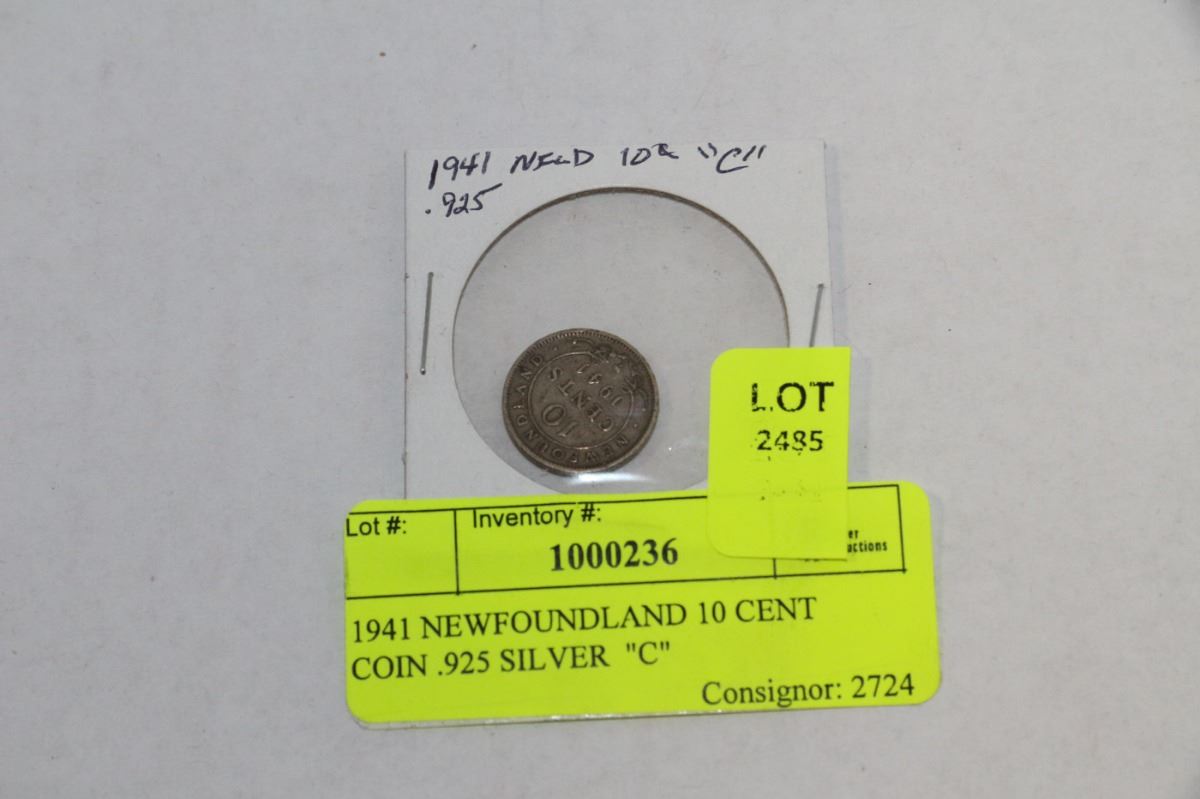 1941 NFLD 10¢ "C"
.925
NEWFOUNDLAND
10
CENTS
1941
LOT
2485
Lot #:
Inventory #:
1000236
1941 NEWFOUNDLAND 10 CENT
COIN .925 SILVER "C"
Consignor: 2724